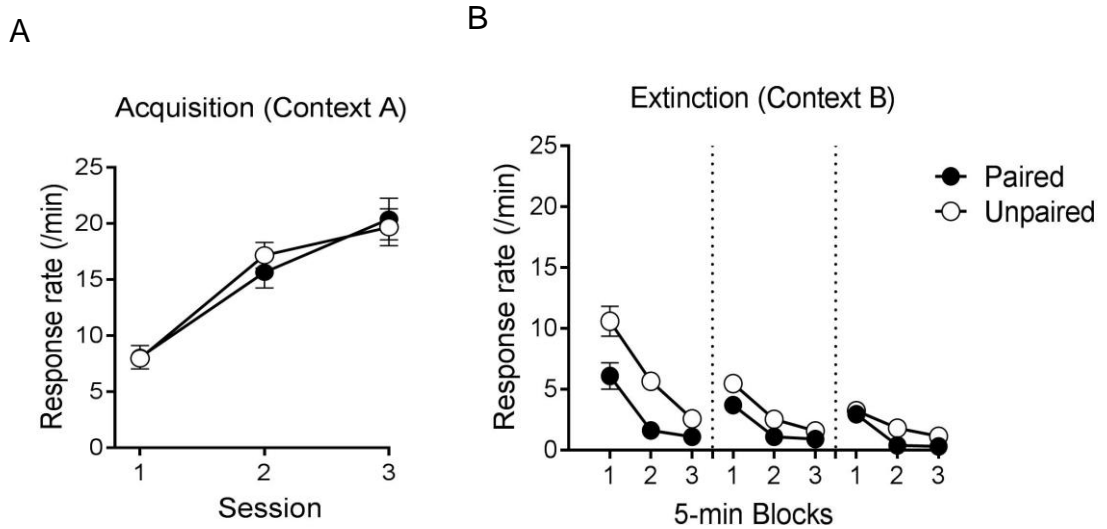 A
Acquisition (Context A)
25
20
15
10
5
0
Response rate (/min)
1 2 3
Session
B
Extinction (Context B)
25
20
15
10
5
0
Response rate (/min)
1 2 3 1 2 3 1 2 3
5-min Blocks
Paired
Unpaired